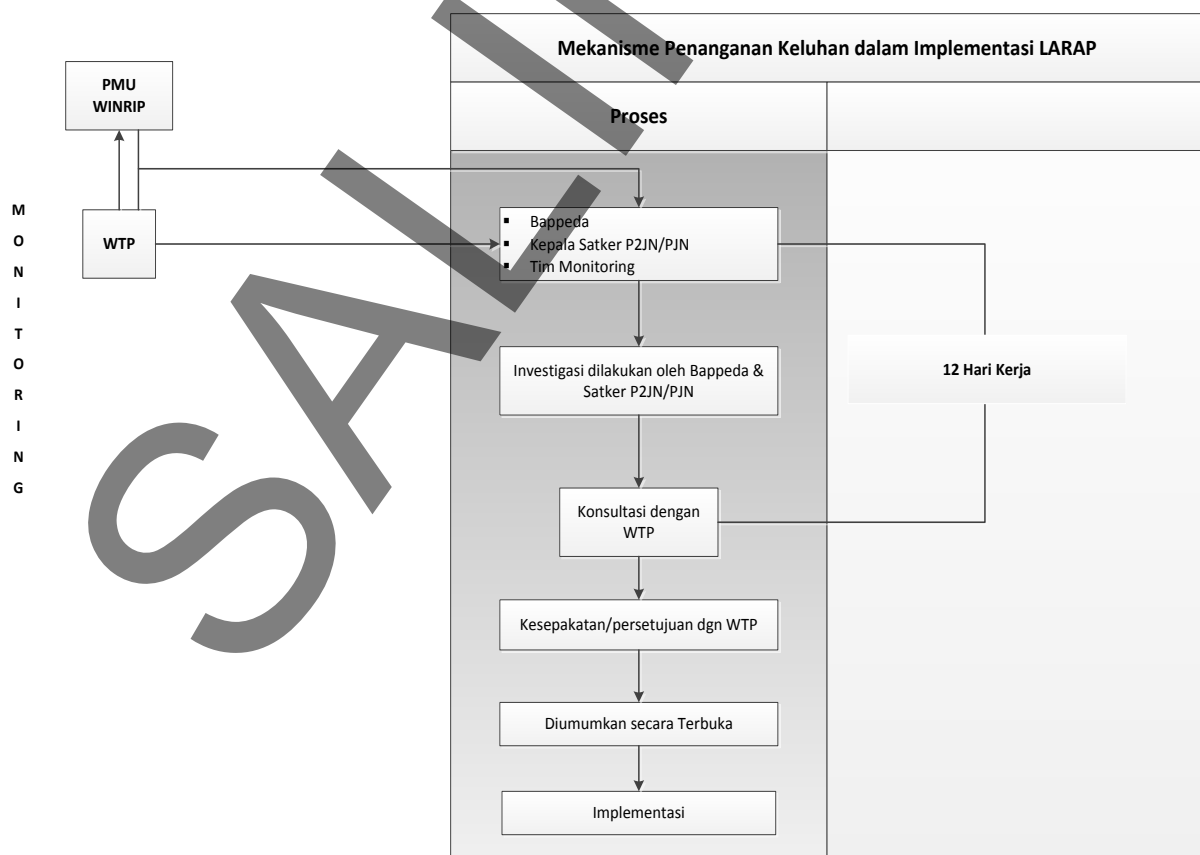 Mekanisme Penanganan Keluhan dalam Implementasi LARAP
Proses
PMU
WINRIP
WTP
M
O
N
I
T
O
R
I
N
G
▪ Bappeda
▪ Kepala Satker P2JN/PJN
▪ Tim Monitoring
Investigasi dilakukan oleh Bappeda &
Satker P2JN/PJN
12 Hari Kerja
Konsultasi dengan
WTP
Kesepakatan/persetujuan dgn WTP
Diumumkan secara Terbuka
Implementasi
SALI